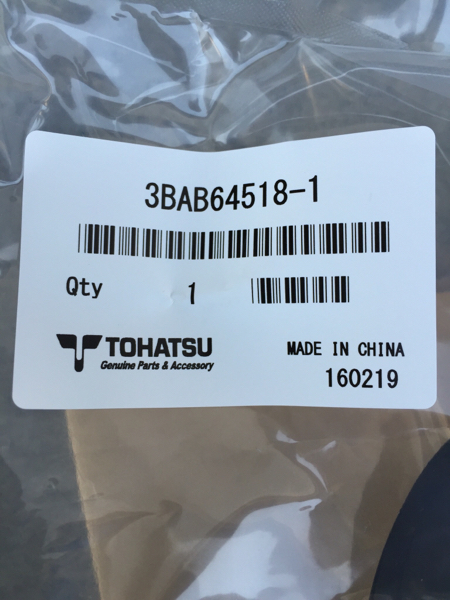 3BAB64518-1
Qty 1
TOHATSU
Genuine Parts & Accessory
MADE IN CHINA
160219